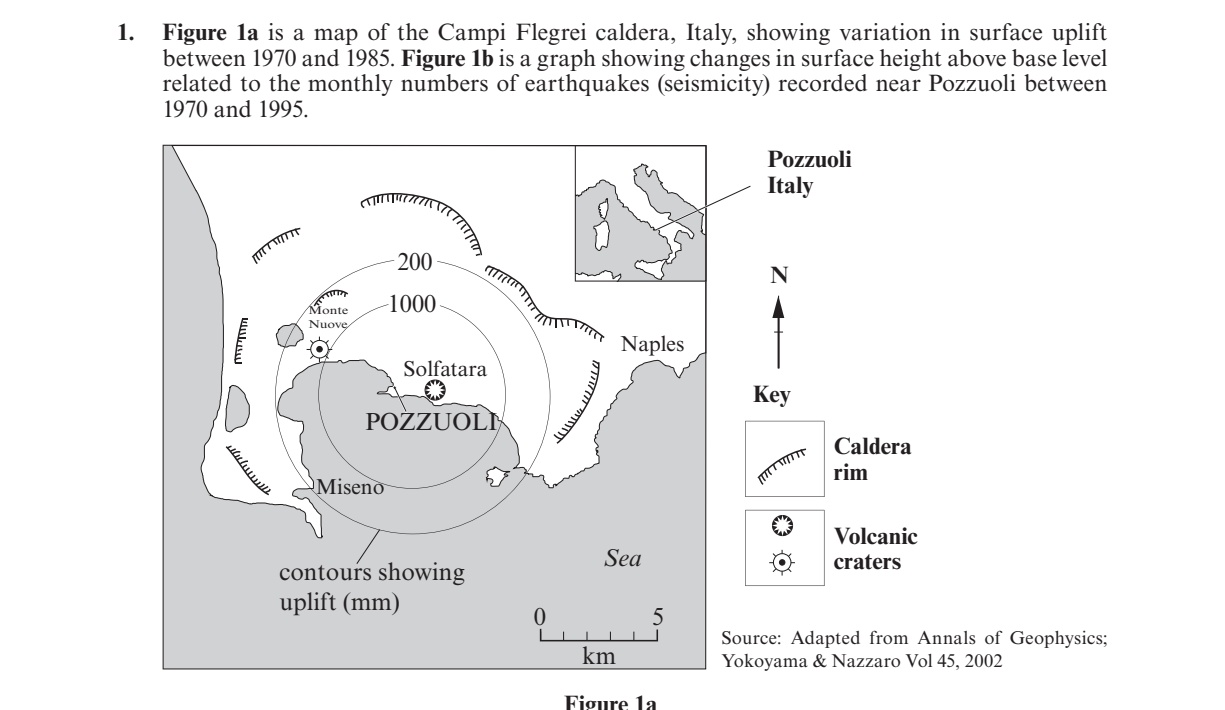 1. Figure 1a is a map of the Campi Flegrei caldera, Italy, showing variation in surface uplift
between 1970 and 1985. Figure 1b is a graph showing changes in surface height above base level
related to the monthly numbers of earthquakes (seismicity) recorded near Pozzuoli between
1970 and 1995.
Pozzuoli
Italy
200
1000
Monte
Nuove
Solfatara
POZZUOLI
Naples
Miseno
contours showing
uplift (mm)
Sea
0 5
km
N
Key
Caldera
rim
Volcanic
craters
Source: Adapted from Annals of Geophysics;
Yokoyama & Nazzaro Vol 45, 2002
Figure 1a